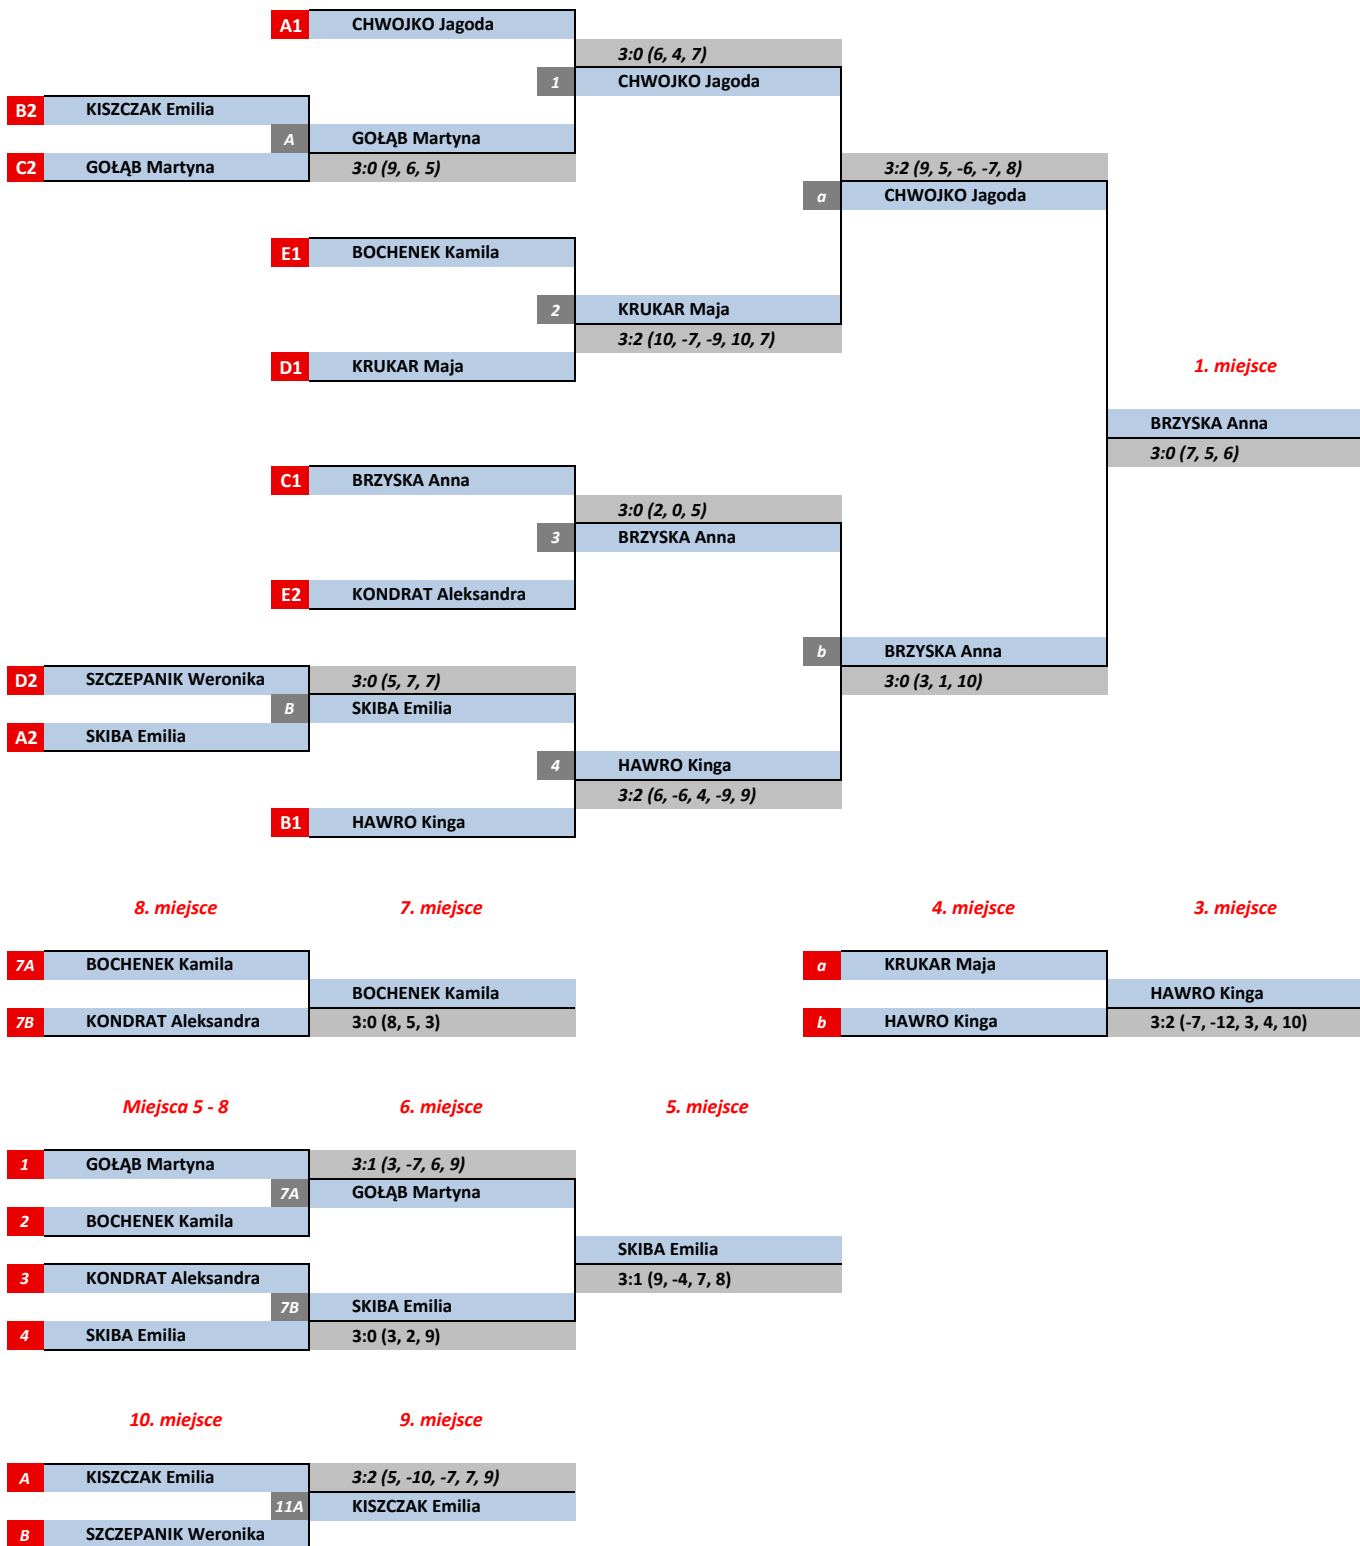 A1 CHWOJKO Jagoda
3:0 (6, 4, 7)
1 CHWOJKO Jagoda
B2 KISZCZAK Emilia
A GOŁĄB Martyna
C2 GOŁĄB Martyna 3:0 (9, 6, 5) 3:2 (9, 5, -6, -7, 8)
a CHWOJKO Jagoda
E1 BOCHENEK Kamila
2 KRUKAR Maja
3:2 (10, -7, -9, 10, 7)
D1 KRUKAR Maja 1. miejsce
BRZYSKA Anna
3:0 (7, 5, 6)
C1 BRZYSKA Anna
3:0 (2, 0, 5)
3 BRZYSKA Anna
E2 KONDRAT Aleksandra
b BRZYSKA Anna
D2 SZCZEPANIK Weronika 3:0 (5, 7, 7) 3:0 (3, 1, 10)
B SKIBA Emilia
A2 SKIBA Emilia
4 HAWRO Kinga
3:2 (6, -6, 4, -9, 9)
B1 HAWRO Kinga
8. miejsce 7. miejsce 4. miejsce 3. miejsce
7A BOCHENEK Kamila a KRUKAR Maja
BOCHENEK Kamila HAWRO Kinga
7B KONDRAT Aleksandra 3:0 (8, 5, 3) b HAWRO Kinga 3:2 (-7, -12, 3, 4, 10)
Miejsca 5 - 8 6. miejsce 5. miejsce
1 GOŁĄB Martyna 3:1 (3, -7, 6, 9)
7A GOŁĄB Martyna
2 BOCHENEK Kamila
SKIBA Emilia
3 KONDRAT Aleksandra 3:1 (9, -4, 7, 8)
7B SKIBA Emilia
4 SKIBA Emilia 3:0 (3, 2, 9)
10. miejsce 9. miejsce
A KISZCZAK Emilia 3:2 (5, -10, -7, 7, 9)
11A KISZCZAK Emilia
B SZCZEPANIK Weronika